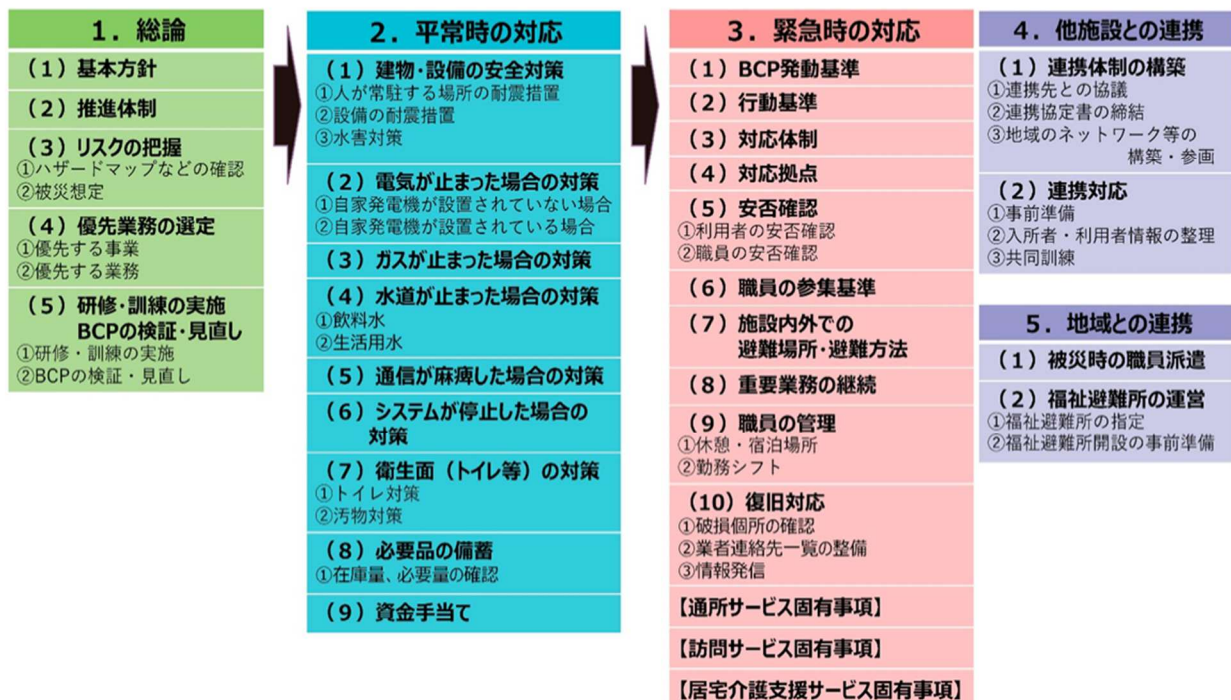 1．総論
（1）基本方針
（2）推進体制
（3）リスクの把握
①ハザードマップなどの確認
②被災想定
（4）優先業務の選定
①優先する事業
②優先する業務
（5）研修・訓練の実施
BCPの検証・見直し
①研修・訓練の実施
②BCPの検証・見直し
2．平常時の対応
（1）建物・設備の安全対策
①人が常駐する場所の耐震措置
②設備の耐震措置
③水害対策
（2）電気が止まった場合の対策
①自家発電機が設置されていない場合
②自家発電機が設置されている場合
（3）ガスが止まった場合の対策
（4）水道が止まった場合の対策
①飲料水
②生活用水
（5）通信が麻痺した場合の対策
（6）システムが停止した場合の
対策
（7）衛生面（トイレ等）の対策
①トイレ対策
②汚物対策
（8）必要品の備蓄
①在庫量、必要量の確認
（9）資金手当て
3．緊急時の対応
（1）BCP発動基準
（2）行動基準
（3）対応体制
（4）対応拠点
（5）安否確認
①利用者の安否確認
②職員の安否確認
（6）職員の参集基準
（7）施設内外での
避難場所・避難方法
（8）重要業務の継続
（9）職員の管理
①休憩・宿泊場所
②勤務シフト
（10）復旧対応
①破損個所の確認
②業者連絡先一覧の整備
③情報発信
【通所サービス固有事項】
【訪問サービス固有事項】
【居宅介護支援サービス固有事項】
4．他施設との連携
（1）連携体制の構築
①連携先との協議
②連携協定書の締結
③地域のネットワーク等の
構築・参画
（2）連携対応
①事前準備
②入所者・利用者情報の整理
③共同訓練
5．地域との連携
（1）被災時の職員派遣
（2）福祉避難所の運営
①福祉避難所の指定
②福祉避難所開設の事前準備